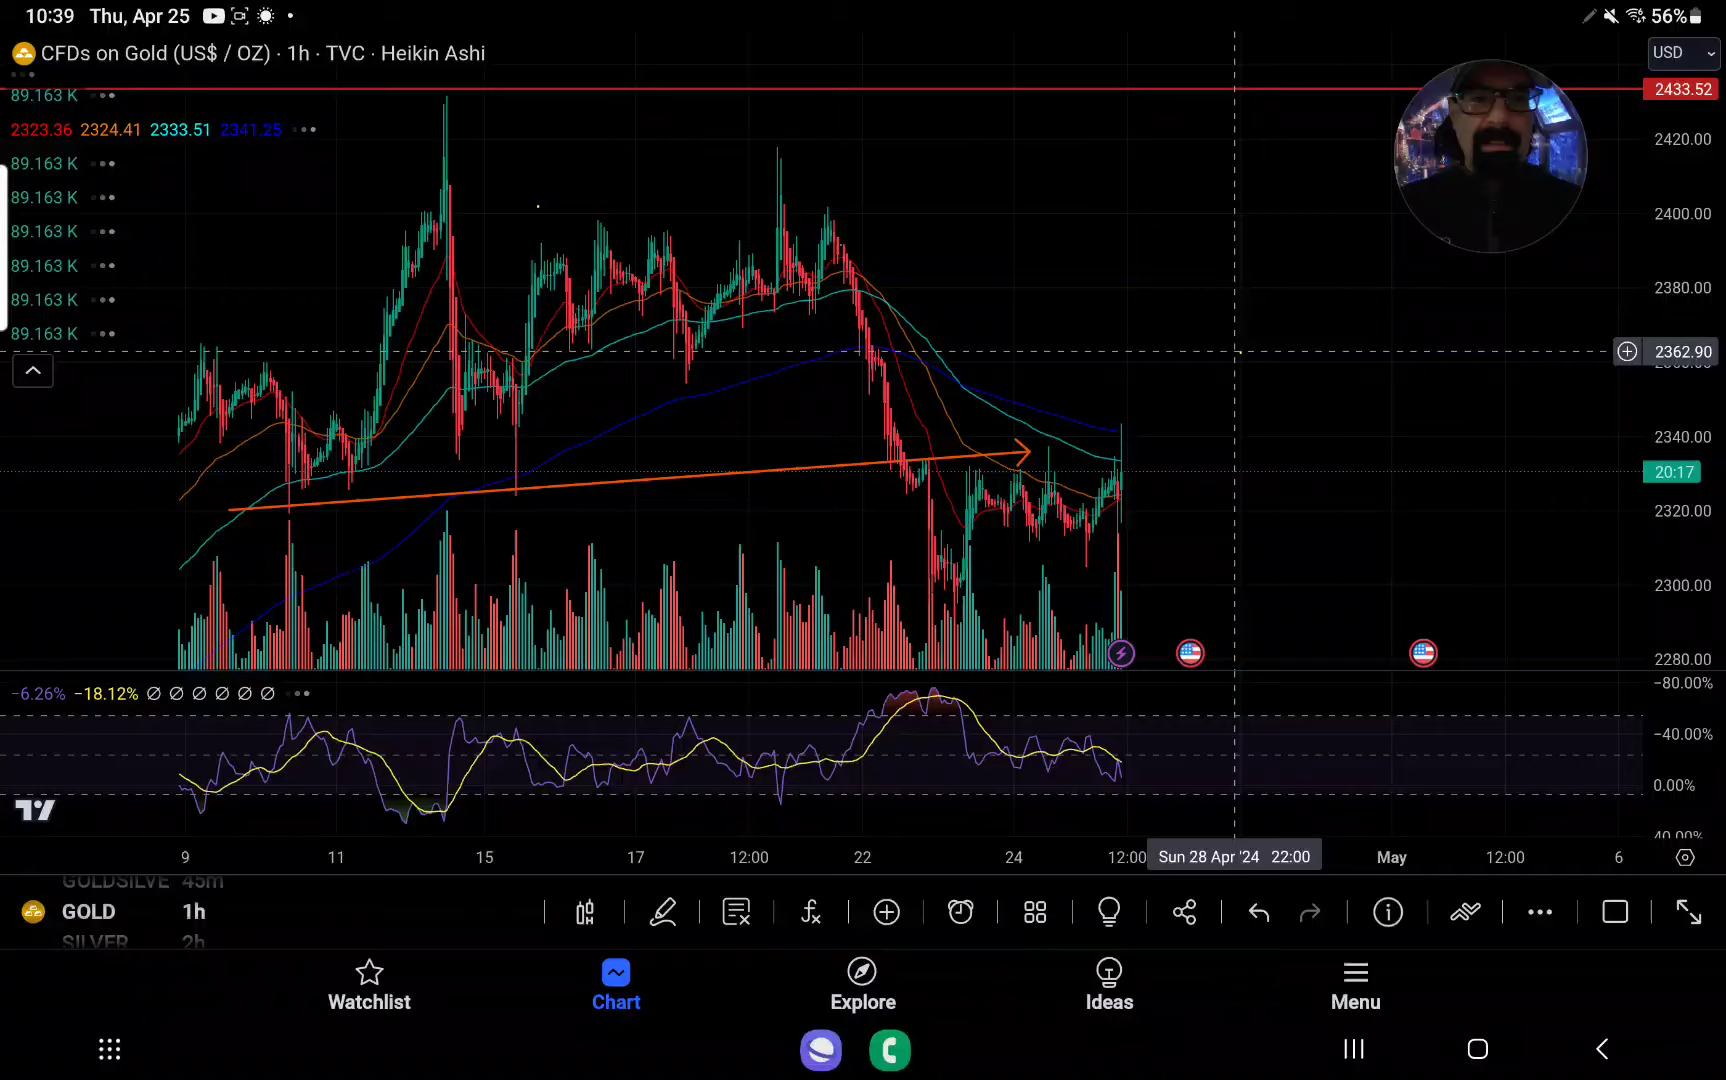 10:39 Thu, Apr 25 56%
CFDs on Gold (US$ / OZ) · 1h · TVC · Heikin Ashi
USD
89.163 K
2433.52
2323.36 2324.41 2333.51 2341.25
2420.00
89.163 K
89.163 K
2400.00
89.163 K
89.163 K
2380.00
89.163 K
89.163 K
2362.90
2340.00
20:17
2320.00
2300.00
2280.00
−6.26% −18.12% ∅ ∅ ∅ ∅ ∅ ∅
−80.00%
−40.00%
0.00%
40.00%
9 11 15 17 12:00 22 24 12:00 Sun 28 Apr '24 22:00 May 12:00 6
GOLDSILVE 45m
GOLD 1h
SILVER 2h
Watchlist Chart Explore Ideas Menu